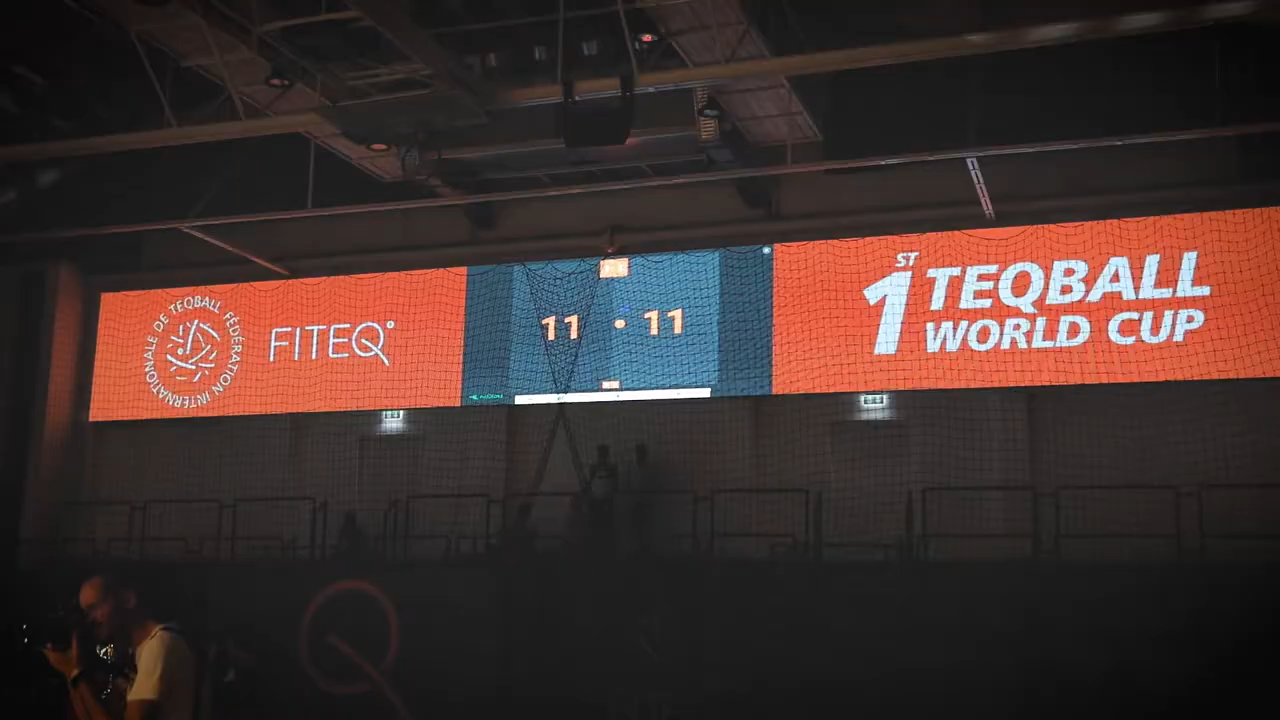 FÉDÉRATION INTERNATIONALE DE TEQBALL
FITEQ
11 · 11
1ST TEQBALL
WORLD CUP